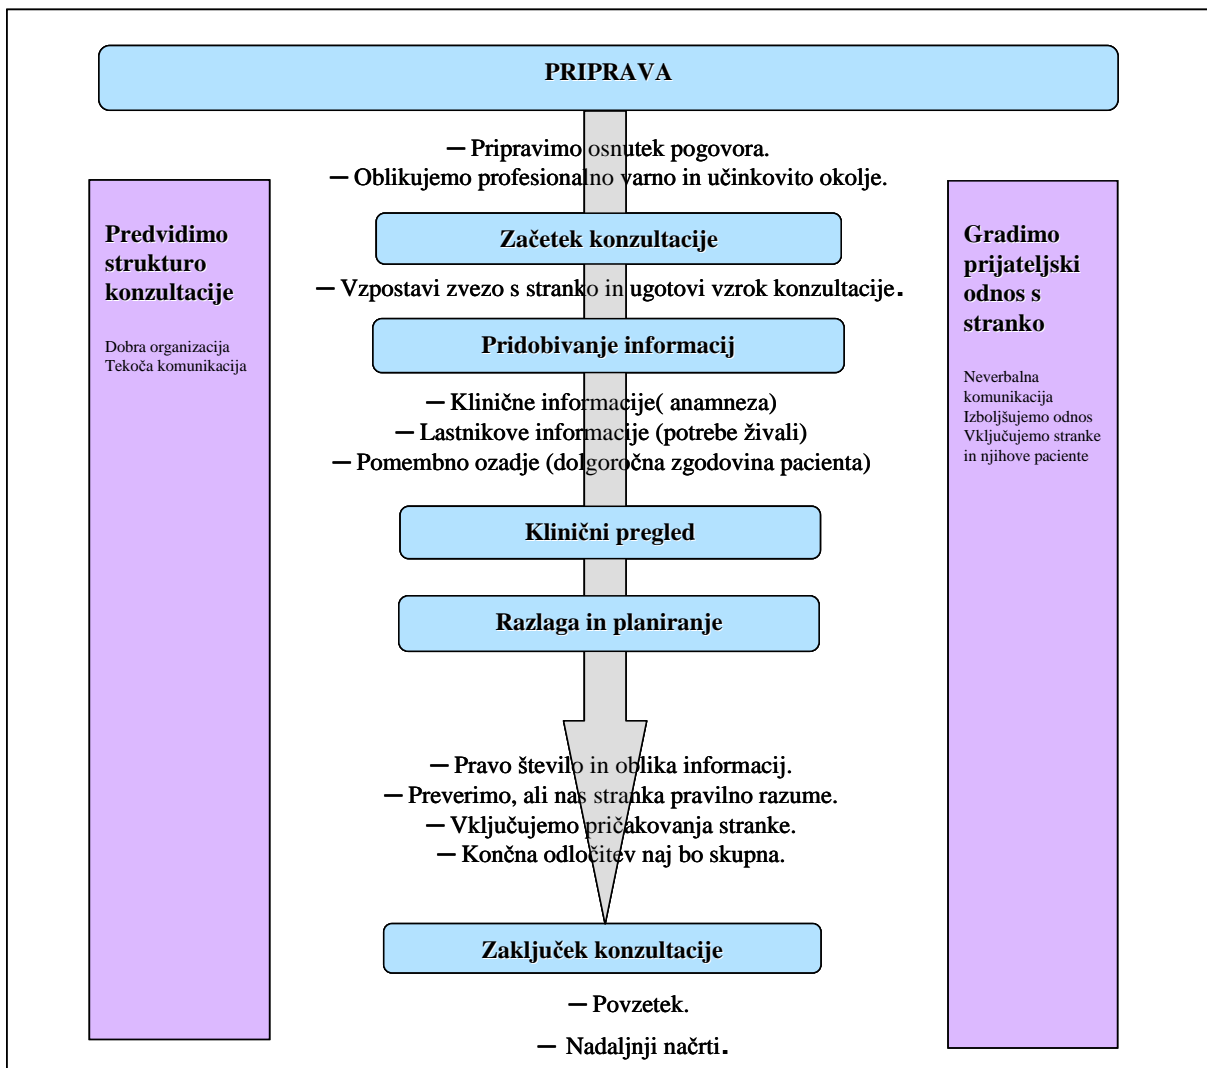 PRIPRAVA
— Pripravimo osnutek pogovora.
— Oblikujemo profesionalno varno in učinkovito okolje.
Predvidimo
strukturo
konzultacije
Dobra organizacija
Tekoča komunikacija
Začetek konzultacije
— Vzpostavi zvezo s stranko in ugotovi vzrok konzultacije.
Pridobivanje informacij
— Klinične informacije( anamneza)
— Lastnikove informacije (potrebe živali)
— Pomembno ozadje (dolgoročna zgodovina pacienta)
Klinični pregled
Razlaga in planiranje
— Pravo število in oblika informacij.
— Preverimo, ali nas stranka pravilno razume.
— Vključujemo pričakovanja stranke.
— Končna odločitev naj bo skupna.
Zaključek konzultacije
— Povzetek.
— Nadaljnji načrti.
Gradimo
prijateljski
odnos s
stranko
Neverbalna
komunikacija
Izboljšujemo odnos
Vključujemo stranke
in njihove paciente